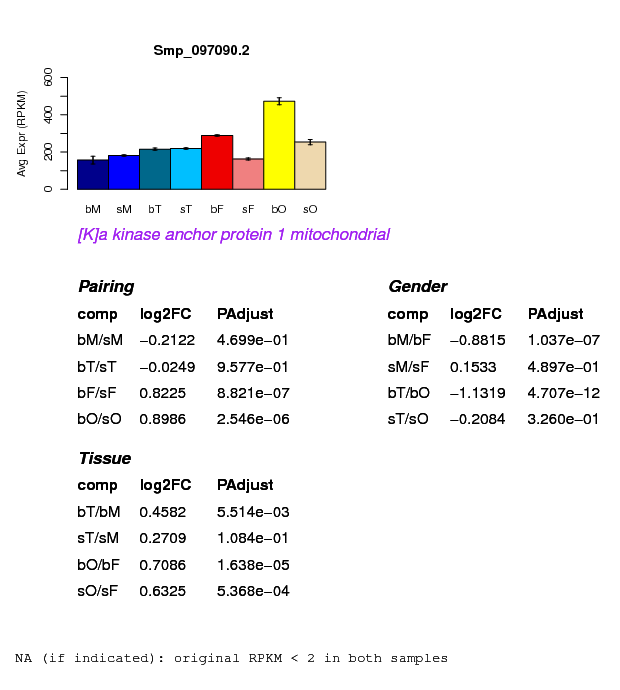 Smp_097090.2
Avg Expr (RPKM)
600
400
200
0
bM sM bT sT bF sF bO sO
[K]a kinase anchor protein 1 mitochondrial
Pairing
comp log2FC PAdjust
bM/sM −0.2122 4.699e−01
bT/sT −0.0249 9.577e−01
bF/sF 0.8225 8.821e−07
bO/sO 0.8986 2.546e−06
Gender
comp log2FC PAdjust
bM/bF −0.8815 1.037e−07
sM/sF 0.1533 4.897e−01
bT/bO −1.1319 4.707e−12
sT/sO −0.2084 3.260e−01
Tissue
comp log2FC PAdjust
bT/bM 0.4582 5.514e−03
sT/sM 0.2709 1.084e−01
bO/bF 0.7086 1.638e−05
sO/sF 0.6325 5.368e−04
NA (if indicated): original RPKM < 2 in both samples